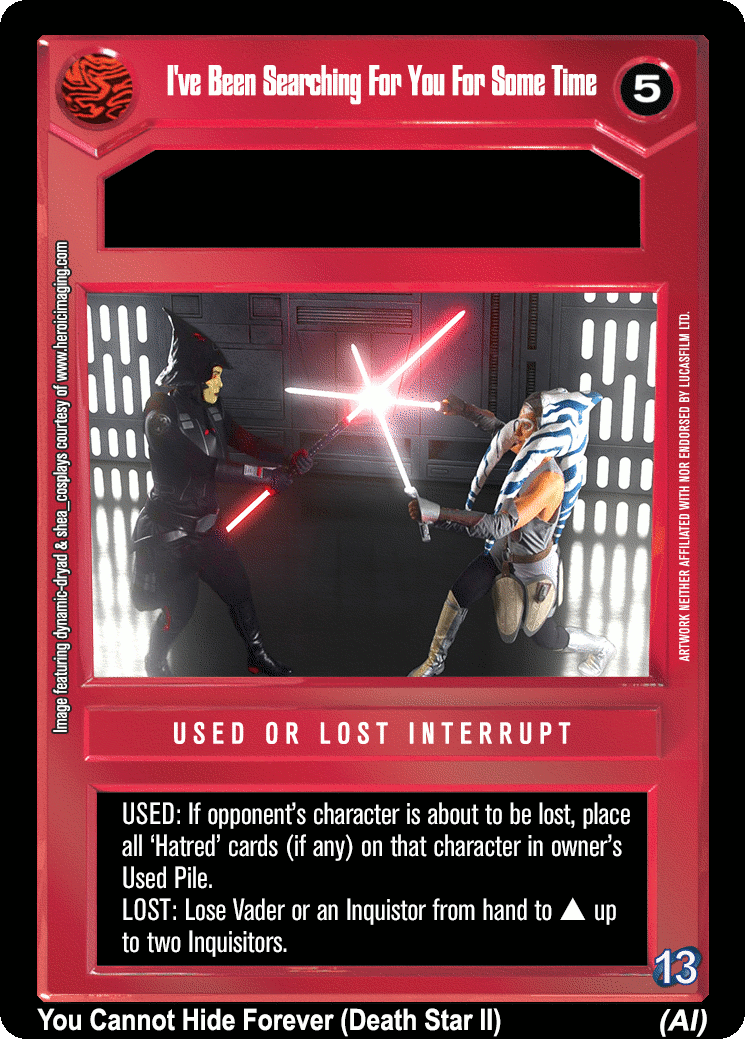 I've Been Searching For You For Some Time
5
Image featuring dynamic-dryad & shea_cosplays courtesy of www.heroicimaging.com
ARTWORK NEITHER AFFILIATED WITH NOR ENDORSED BY LUCASFILM LTD.
USED OR LOST INTERRUPT
USED: If opponent's character is about to be lost, place
all ‘Hatred’ cards (if any) on that character in owner's
Used Pile.
LOST: Lose Vader or an Inquistor from hand to ▲ up
to two Inquisitors.
13
You Cannot Hide Forever (Death Star II)
(AI)